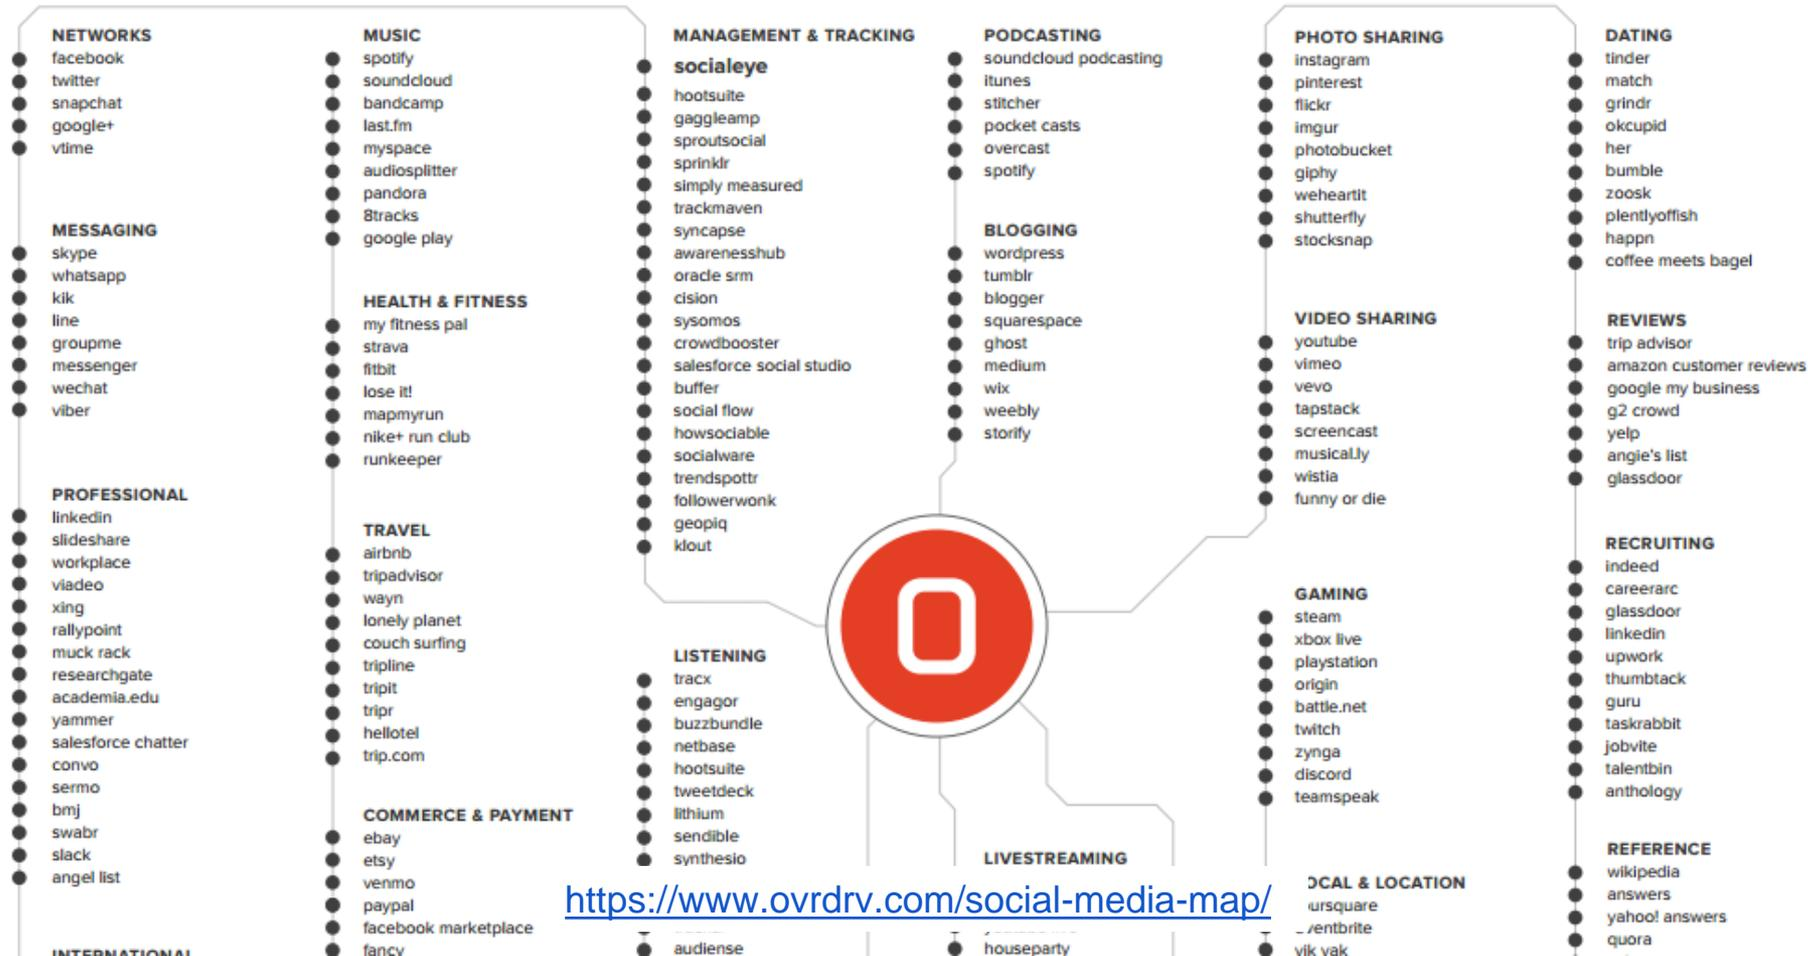 NETWORKS
facebook
twitter
snapchat
google+
vtime
MESSAGING
skype
whatsapp
kik
line
groupme
messenger
wechat
viber
PROFESSIONAL
linkedin
slideshare
workplace
viadeo
xing
rallypoint
muck rack
researchgate
academia.edu
yammer
salesforce chatter
convo
sermo
bmj
swabr
slack
angel list
INTERNATIONAL
MUSIC
spotify
soundcloud
bandcamp
last.fm
myspace
audiosplitter
pandora
8tracks
google play
HEALTH & FITNESS
my fitness pal
strava
fitbit
lose it!
mapmyrun
nike+ run club
runkeeper
TRAVEL
airbnb
tripadvisor
wayn
lonely planet
couch surfing
tripline
tripit
tripr
hellotel
trip.com
COMMERCE & PAYMENT
ebay
etsy
venmo
paypal
facebook marketplace
fancy
MANAGEMENT & TRACKING
socialeye
hootsuite
gaggleamp
sproutsocial
sprinklr
simply measured
trackmaven
syncapse
awarenesshub
oracle srm
cision
sysomos
crowdbooster
salesforce social studio
buffer
social flow
howsociable
socialware
trendspottr
followerwonk
geopiq
klout
LISTENING
tracx
engagor
buzzbundle
netbase
hootsuite
tweetdeck
lithium
sendible
synthesio
audiense
PODCASTING
soundcloud podcasting
itunes
stitcher
pocket casts
overcast
spotify
BLOGGING
wordpress
tumblr
blogger
squarespace
ghost
medium
wix
weebly
storify
LIVESTREAMING
houseparty
https://www.ovrdrv.com/social-media-map/
PHOTO SHARING
instagram
pinterest
flickr
imgur
photobucket
giphy
weheartit
shutterfly
stocksnap
VIDEO SHARING
youtube
vimeo
vevo
tapstack
screencast
musical.ly
wistia
funny or die
GAMING
steam
xbox live
playstation
origin
battle.net
twitch
zynga
discord
teamspeak
OCAL & LOCATION
ursquare
ventbrite
yik yak
DATING
tinder
match
grindr
okcupid
her
bumble
zoosk
plentlyoffish
happn
coffee meets bagel
REVIEWS
trip advisor
amazon customer reviews
google my business
g2 crowd
yelp
angie's list
glassdoor
RECRUITING
indeed
careerarc
glassdoor
linkedin
upwork
thumbtack
guru
taskrabbit
jobvite
talentbin
anthology
REFERENCE
wikipedia
answers
yahoo! answers
quora